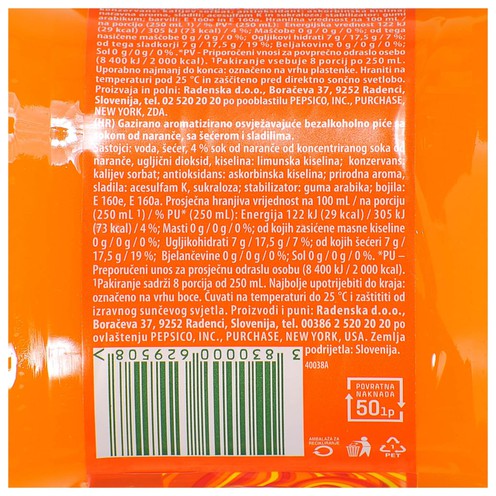 arabika; barvili: E 160e in E 160a. Hranilna vrednost na 100 ml /
(29 kcal) / 305 kJ (73 kcal) / 4 %; Maščobe 0 g / 0 g / 0 %; od tega
nasičene maščobe 0 g / 0 g / 0 %; Ogljikovi hidrati 7 g / 17,5 g / 7 %;
od tega sladkorji 7 g / 17,5 g / 19 %; Beljakovine 0 g / 0 g / 0 %;
Sol 0 g / 0 g / 0 %. *PU - Priporočeni vnos za povprečno odraslo osebo
(8 400 kJ / 2 000 kcal). ¹Pakiranje vsebuje 8 porcij po 250 mL.
Uporabno najmanj do konca: označeno na vrhu plastenke. Hraniti na
temperaturi pod 25 °C in zaščiteno pred direktno sončno svetlobo.
Proizvaja in polni: Radenska d.o.o., Boračeva 37, 9252 Radenci,
Slovenija, tel. 02 520 20 20 po pooblastilu PEPSICO, INC., PURCHASE,
NEW YORK, ZDA.
(HR) Gazirano aromatizirano osvježavajuće bezalkoholno piće sa
sokom od naranče, sa šećerom i sladilima.
Sastojci: voda, šećer, 4 % sok od naranče od koncentriranog soka od
naranče, ugljični dioksid, kiselina: limunska kiselina; konzervans:
kalijev sorbat; antioksidans: askorbinska kiselina; prirodna aroma,
sladila: acesulfam K, sukraloza; stabilizator: guma arabika; bojila:
E 160e, E 160a. Prosječna hranjiva vrijednost na 100 mL / na porciju
(250 mL ¹) / % PU* (250 mL): Energija 122 kJ (29 kcal) / 305 kJ
(73 kcal) / 4 %; Masti 0 g / 0 g / 0 %; od kojih zasićene masne kiseline
0 g / 0 g / 0 %; Ugljikohidrati 7 g / 17,5 g / 7 %; od kojih šećeri 7 g /
17,5 g / 19 %; Bjelančevine 0 g / 0 g / 0 %; Sol 0 g / 0 g / 0 %. *PU –
Preporučeni unos za prosječnu odraslu osobu (8 400 kJ / 2 000 kcal).
¹Pakiranje sadrži 8 porcija od 250 mL. Najbolje upotrijebiti do kraja:
označeno na vrhu boce. Čuvati na temperaturi do 25 °C i zaštititi od
izravnog sunčevog svjetla. Proizvodi i puni: Radenska d.o.o.,
Boračeva 37, 9252 Radenci, Slovenija, tel. 00386 2 520 20 20 po
ovlaštenju PEPSICO, INC., PURCHASE, NEW YORK, USA. Zemlja
podrijetla: Slovenija.
40038A
3 830000 629508
POVRATNA
NAKNADA
50lp
AMBALAŽA ZA
RECIKLIRANJE
1
PET